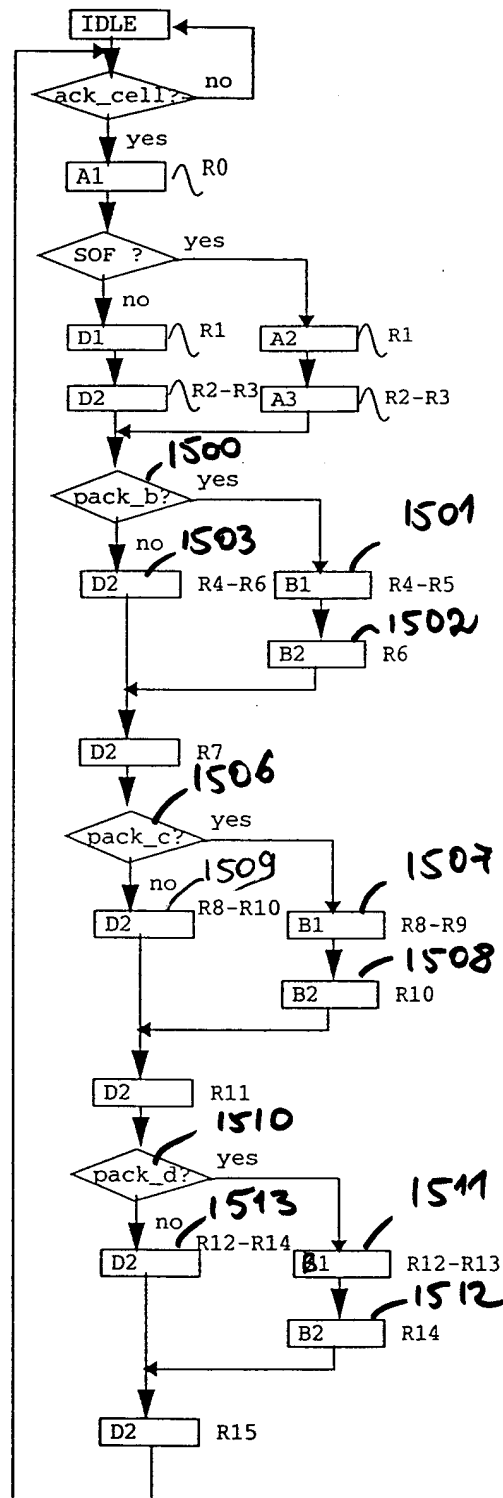 IDLE
no
ack_cell?
yes
A1 R0
SOF ? yes
no
D1 R1 A2 R1
D2 R2-R3 A3 R2-R3
1500
pack_b? yes
1501
no 1503
D2 R4-R6 B1 R4-R5
1502
B2 R6
D2 R7
1506
pack_c? yes
1507
no 1509
D2 R8-R10 B1 R8-R9
1508
B2 R10
D2 R11
1510
pack_d? yes
1511
no 1513
D2 R12-R14 B1 R12-R13
1512
B2 R14
D2 R15